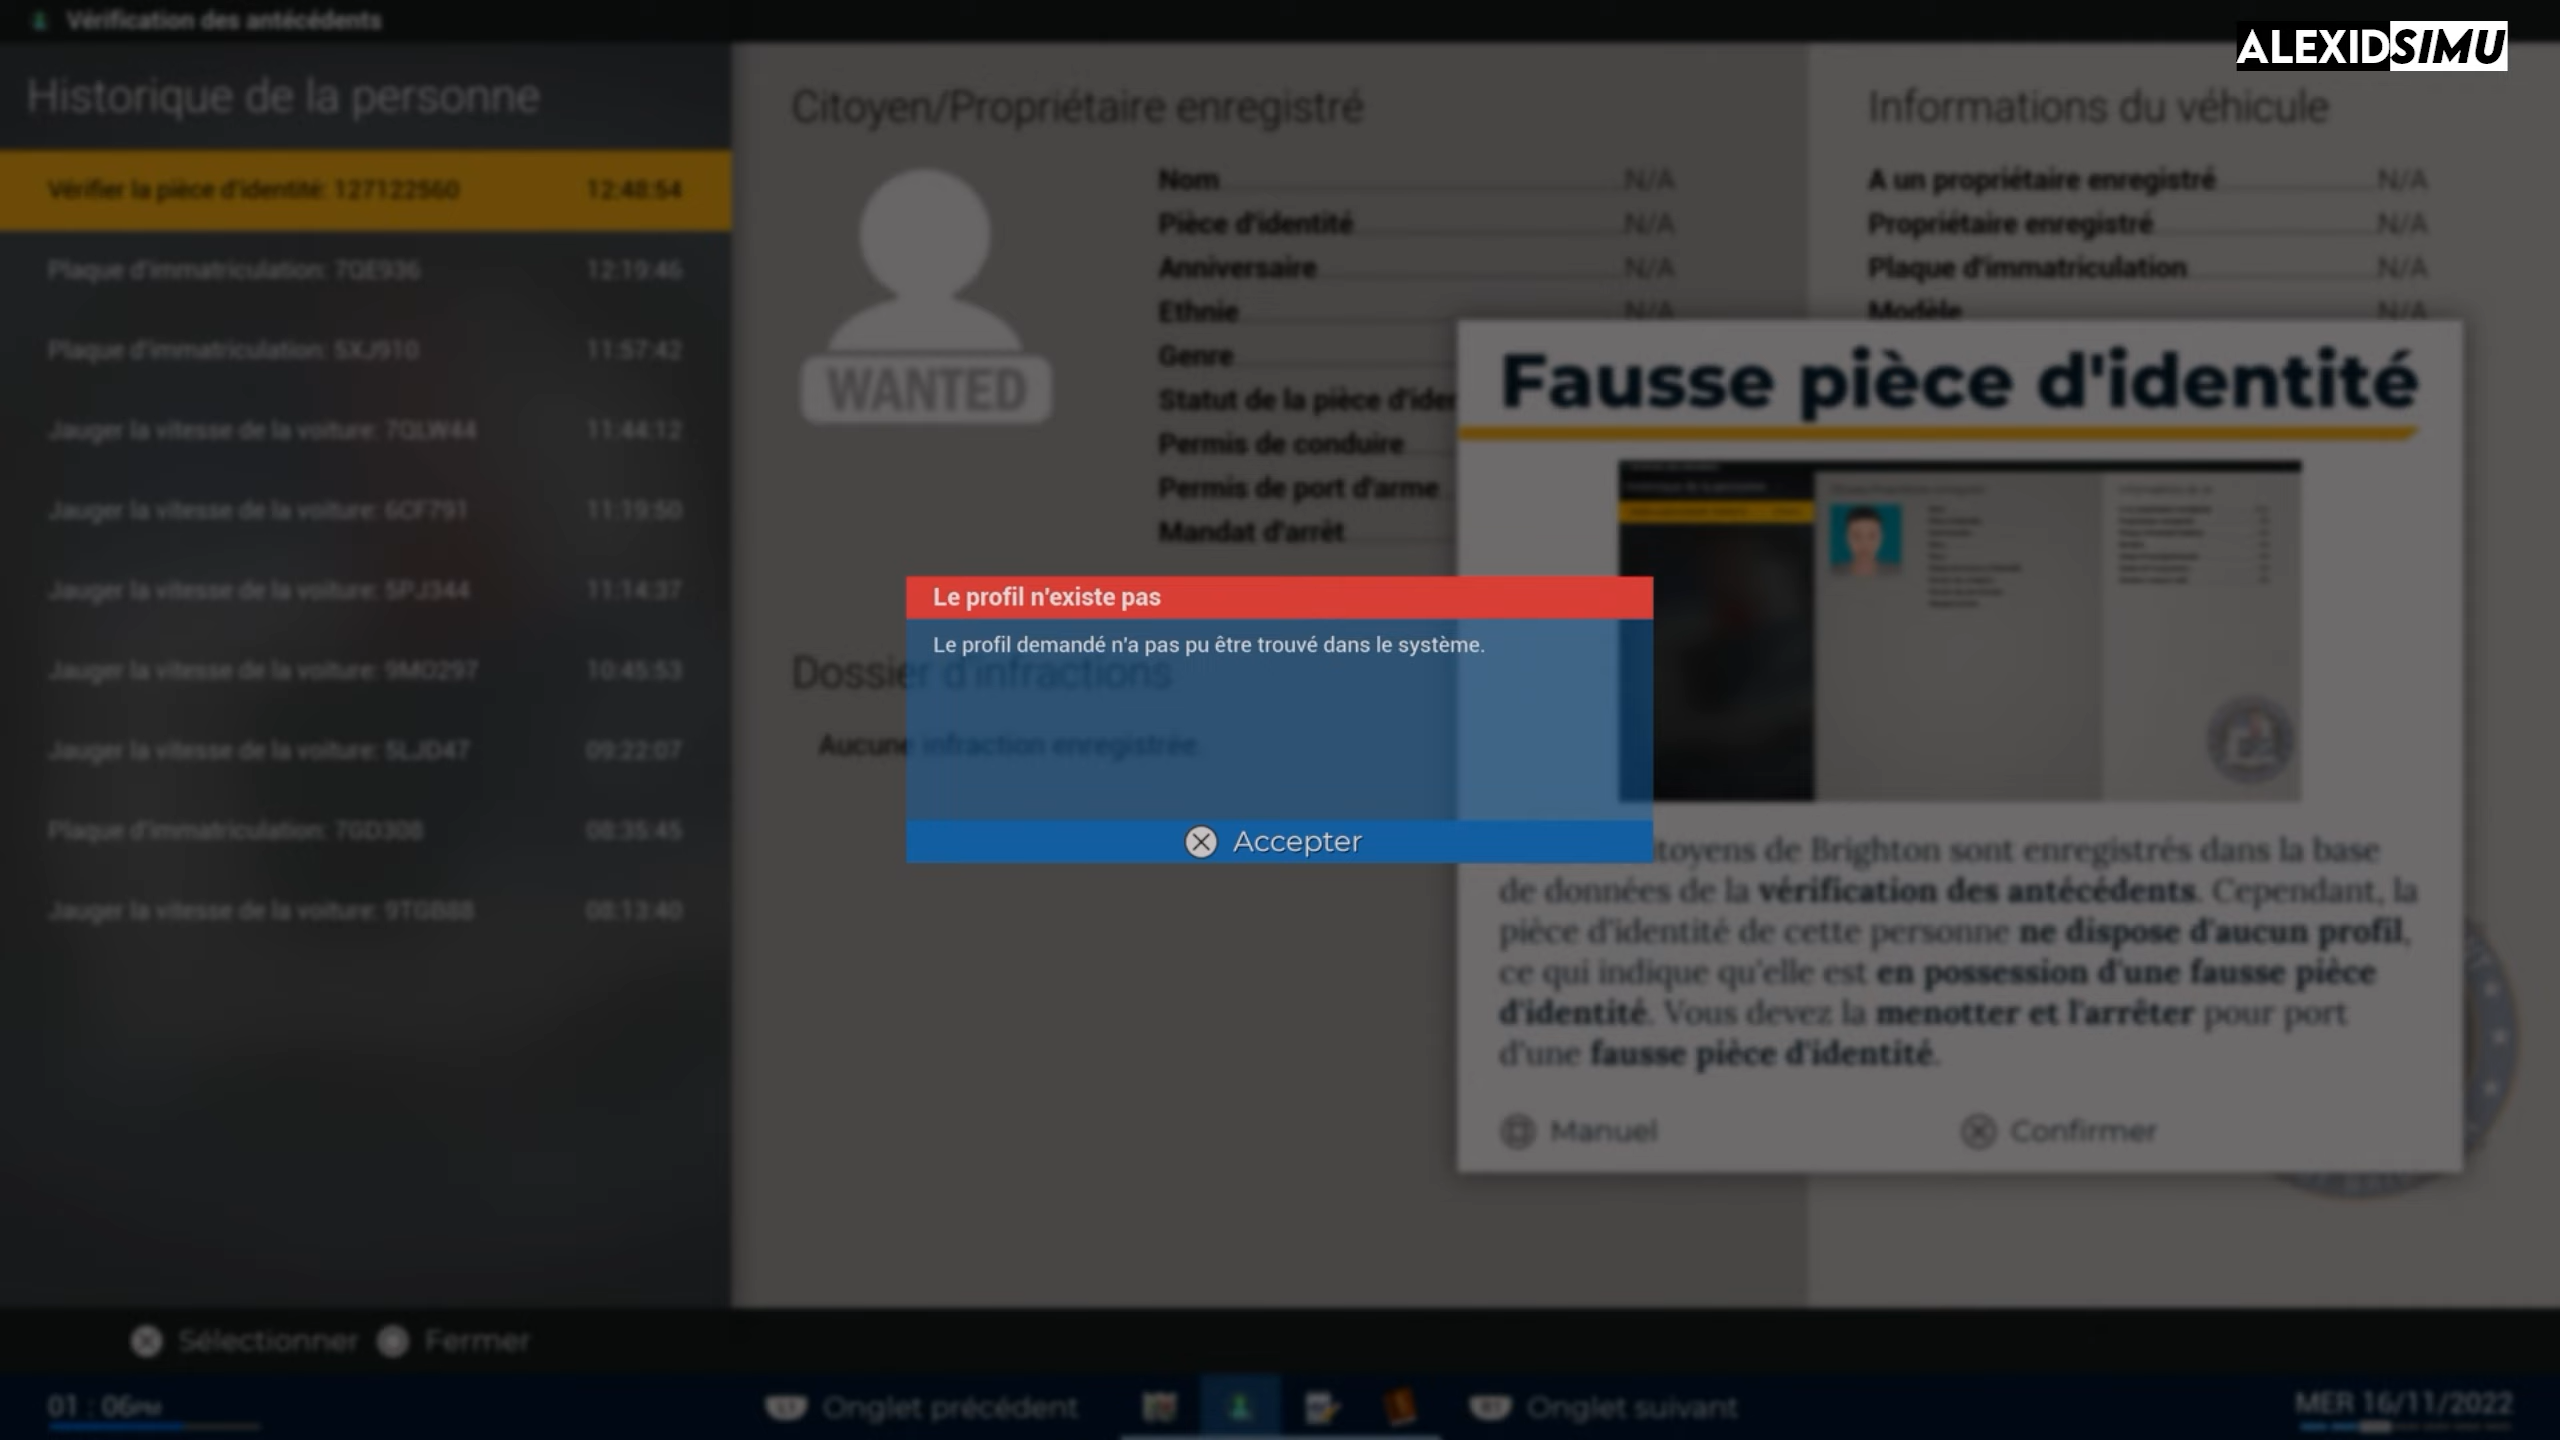 Vérification des antécédents
ALEXIDSIMU
Historique de la personne
Vérifier la pièce d'identité: 127122560 12:48:54
Plaque d'immatriculation: 7QE936 12:19:46
Plaque d'immatriculation: 5XJ910 11:57:42
Jauger la vitesse de la voiture: 7QLW44 11:44:12
Jauger la vitesse de la voiture: 6CF791 11:19:50
Jauger la vitesse de la voiture: 5PJ344 11:14:37
Jauger la vitesse de la voiture: 9MO297 10:45:53
Jauger la vitesse de la voiture: 5LJD47 09:22:07
Plaque d'immatriculation: 7GD308 08:35:45
Jauger la vitesse de la voiture: 9TGB88 08:13:40
Citoyen/Propriétaire enregistré
WANTED
Nom N/A
Pièce d'identité N/A
Anniversaire N/A
Ethnie N/A
Genre
Statut de la pièce d'iden
Permis de conduire
Permis de port d'arme
Mandat d'arrêt
Dossier d'infractions
Aucune infraction enregistrée.
Informations du véhicule
A un propriétaire enregistré N/A
Propriétaire enregistré N/A
Plaque d'immatriculation N/A
Modèle N/A
Fausse pièce d'identité
toyens de Brighton sont enregistrés dans la base
de données de la vérification des antécédents. Cependant, la
pièce d'identité de cette personne ne dispose d'aucun profil,
ce qui indique qu'elle est en possession d'une fausse pièce
d'identité. Vous devez la menotter et l'arrêter pour port
d'une fausse pièce d'identité.
Manuel Confirmer
Le profil n'existe pas
Le profil demandé n'a pas pu être trouvé dans le système.
Accepter
Sélectionner Fermer
01 : 06PM
Onglet précédent
Onglet suivant
MER 16/11/2022